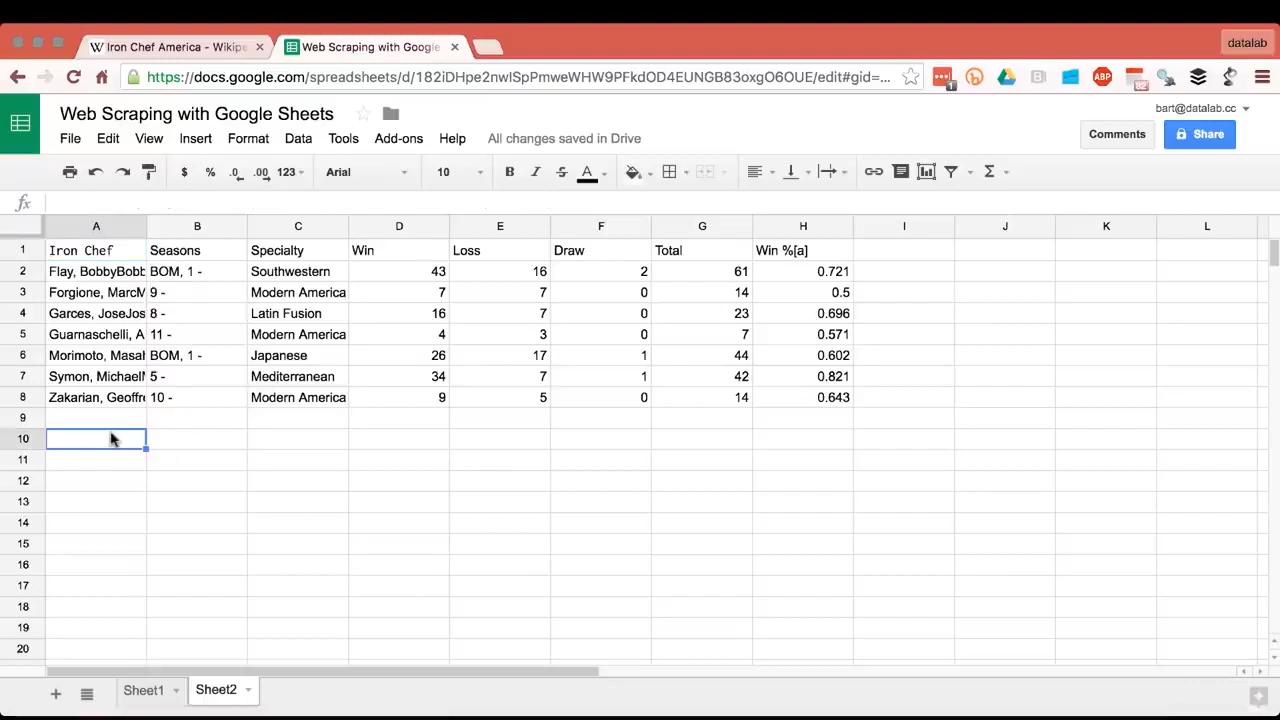 datalab
W Iron Chef America - Wikipe
Web Scraping with Google
https://docs.google.com/spreadsheets/d/182iDHpe2nwlSpPmweWHW9PFkdOD4EUNGB83oxgO6OUE/edit#gid=...
1
ABP
Web Scraping with Google Sheets
bart@datalab.cc
File Edit View Insert Format Data Tools Add-ons Help All changes saved in Drive
Comments
Share
$ % .0 .00 123 Arial 10 B I S A Σ
fx
A B C D E F G H I J K L
1 Iron Chef Seasons Specialty Win Loss Draw Total Win %[a]
2 Flay, BobbyBobb BOM, 1 - Southwestern 43 16 2 61 0.721
3 Forgione, MarcM 9 - Modern America 7 7 0 14 0.5
4 Garces, JoseJos 8 - Latin Fusion 16 7 0 23 0.696
5 Guarnaschelli, A 11 - Modern America 4 3 0 7 0.571
6 Morimoto, Masah BOM, 1 - Japanese 26 17 1 44 0.602
7 Symon, MichaelM 5 - Mediterranean 34 7 1 42 0.821
8 Zakarian, Geoffre 10 - Modern America 9 5 0 14 0.643
9
10
11
12
13
14
15
16
17
18
19
20
Sheet1 Sheet2